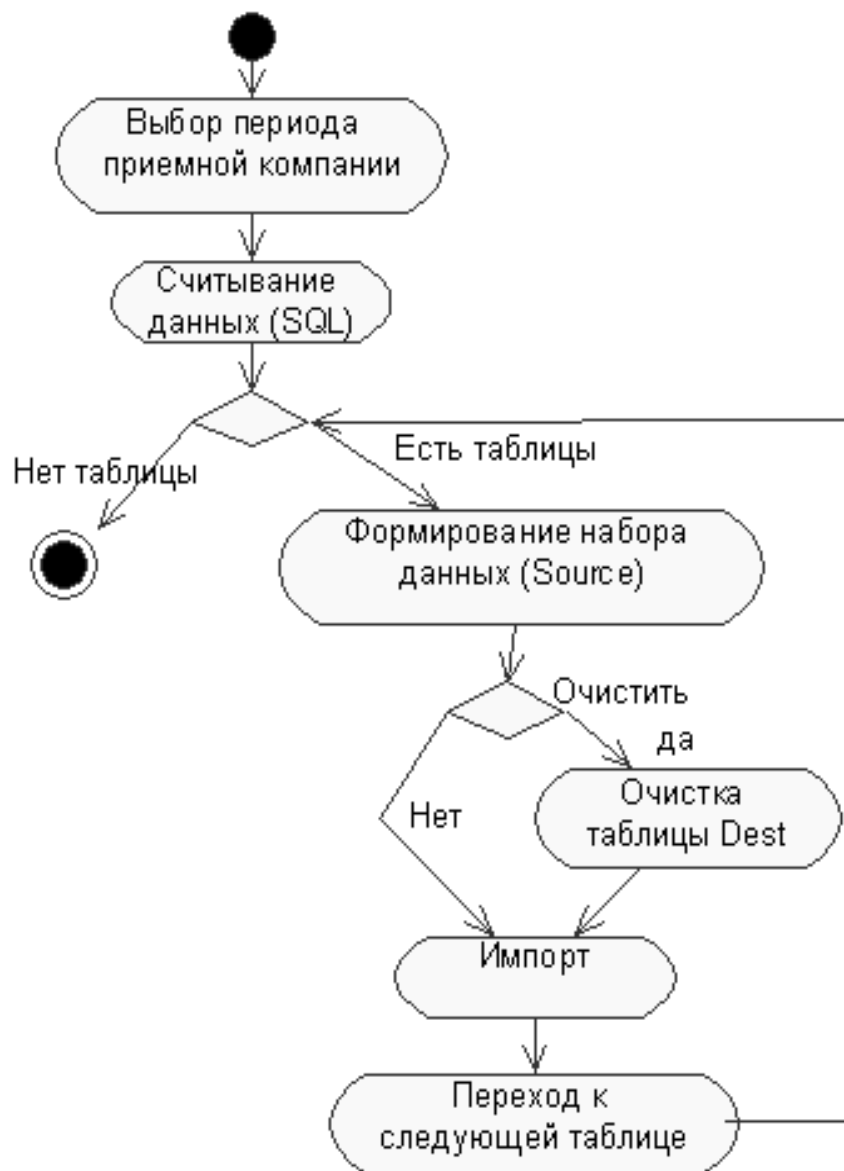 Выбор периода
приемной компании
Считывание
данных (SQL)
Нет таблицы
Есть таблицы
Формирование набора
данных (Source)
Очистить
да
Нет
Очистка
таблицы Dest
Импорт
Переход к
следующей таблице